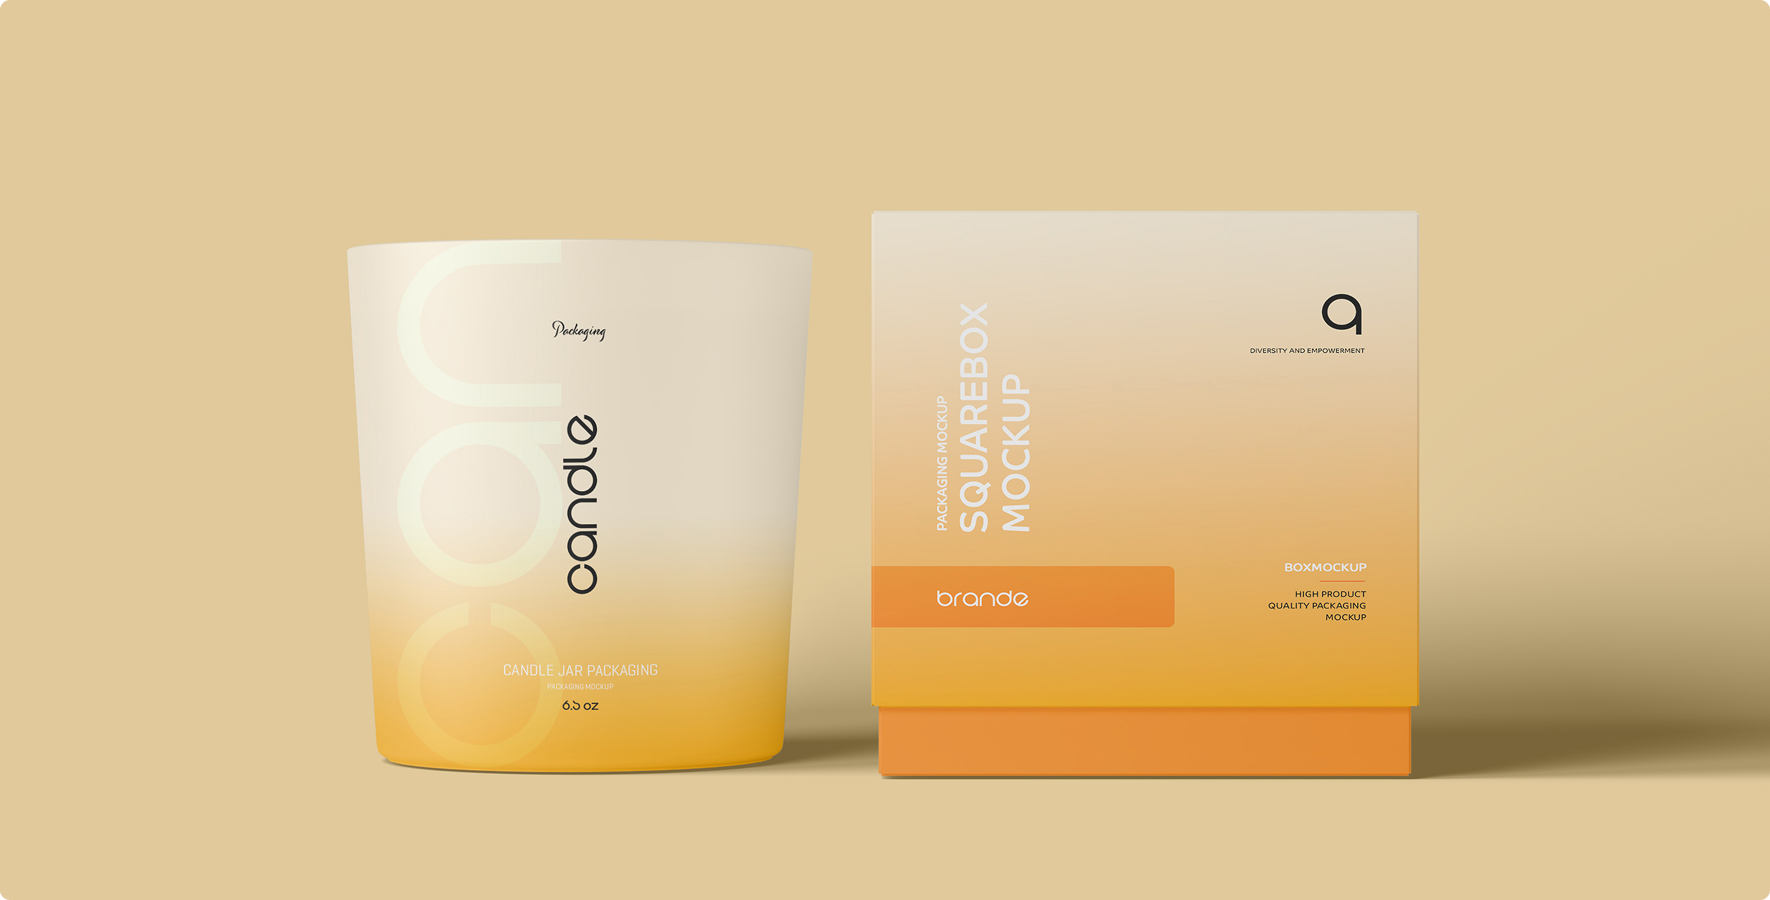 can
Packaging
candle
CANDLE JAR PACKAGING
PACKAGING MOCKUP
6.5 oz
PACKAGING MOCKUP
SQUAREBOX
MOCKUP
a
DIVERSITY AND EMPOWERMENT
brande
BOXMOCKUP
HIGH PRODUCT
QUALITY PACKAGING
MOCKUP